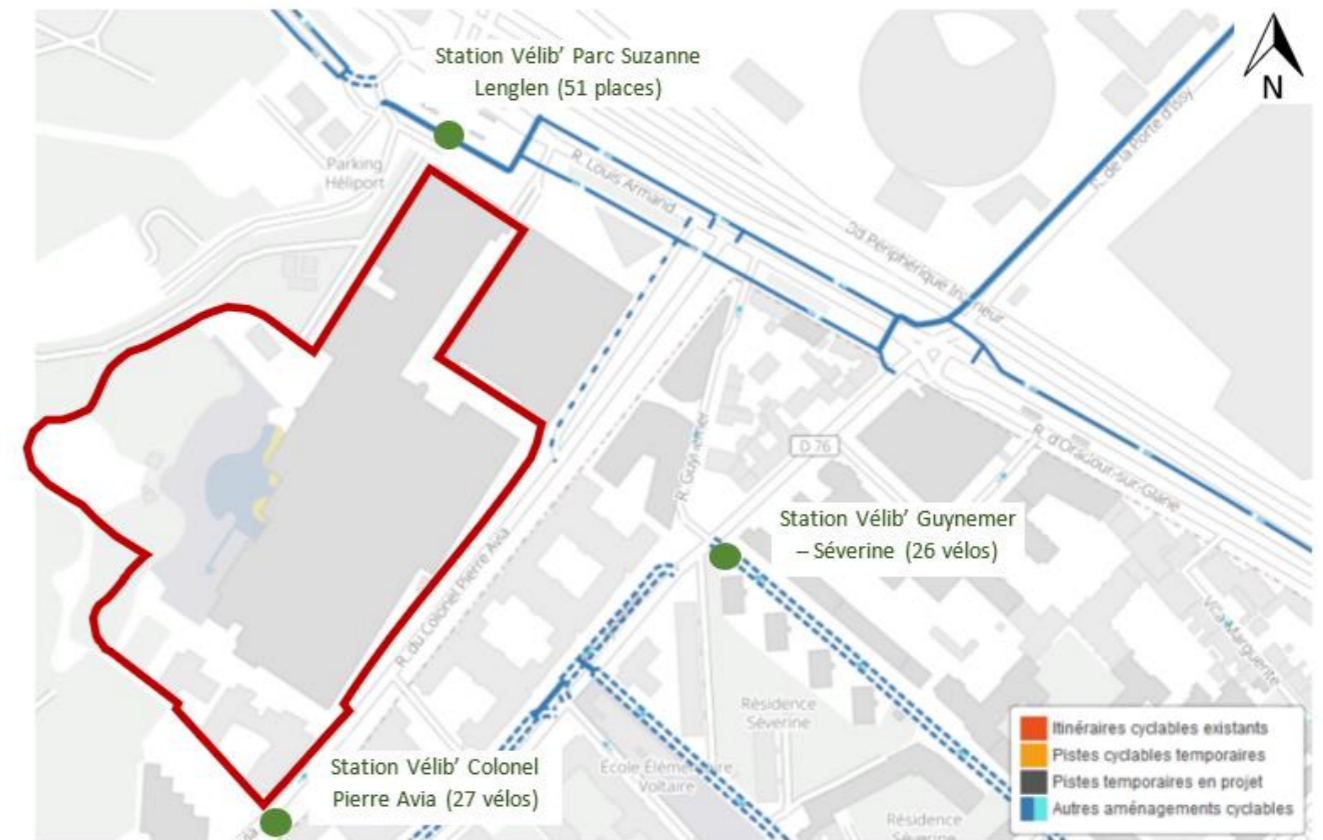 Station Vélib' Parc Suzanne
Lenglen (51 places)
N
Parking
Héliport
R. Louis Armand
R. de la Porte d'Issy
Bd Périphérique Intérieur
D 76
R. Guynemer
R. d'Oradour-sur-Glane
Station Vélib' Guynemer
– Séverine (26 vélos)
R. du Colonel Pierre Avia
Vla Marguerite
Résidence
Séverine
Station Vélib' Colonel
Pierre Avia (27 vélos)
École Élémentaire
Voltaire
Résidence
Séverine
Itinéraires cyclables existants
Pistes cyclables temporaires
Pistes temporaires en projet
Autres aménagements cyclables